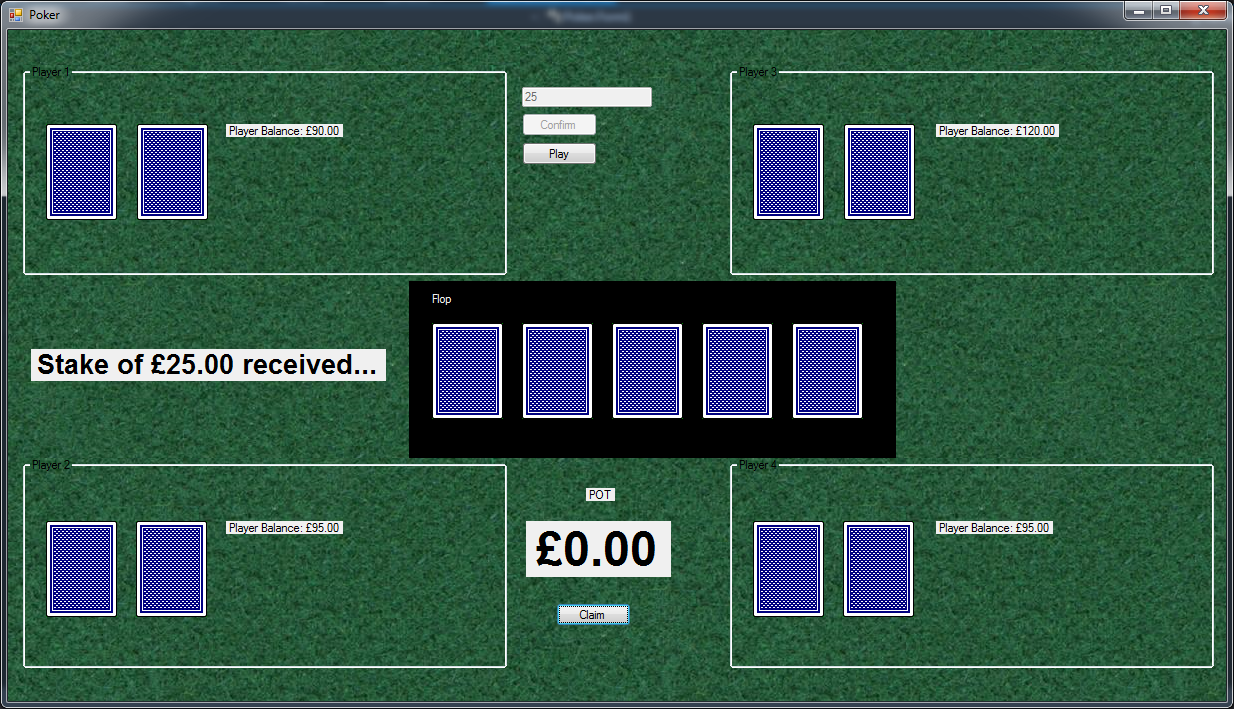 Poker
Player 1
Player Balance: £90.00
25
Confirm
Play
Player 3
Player Balance: £120.00
Flop
Stake of £25.00 received...
Player 2
Player Balance: £95.00
POT
£0.00
Claim
Player 4
Player Balance: £95.00